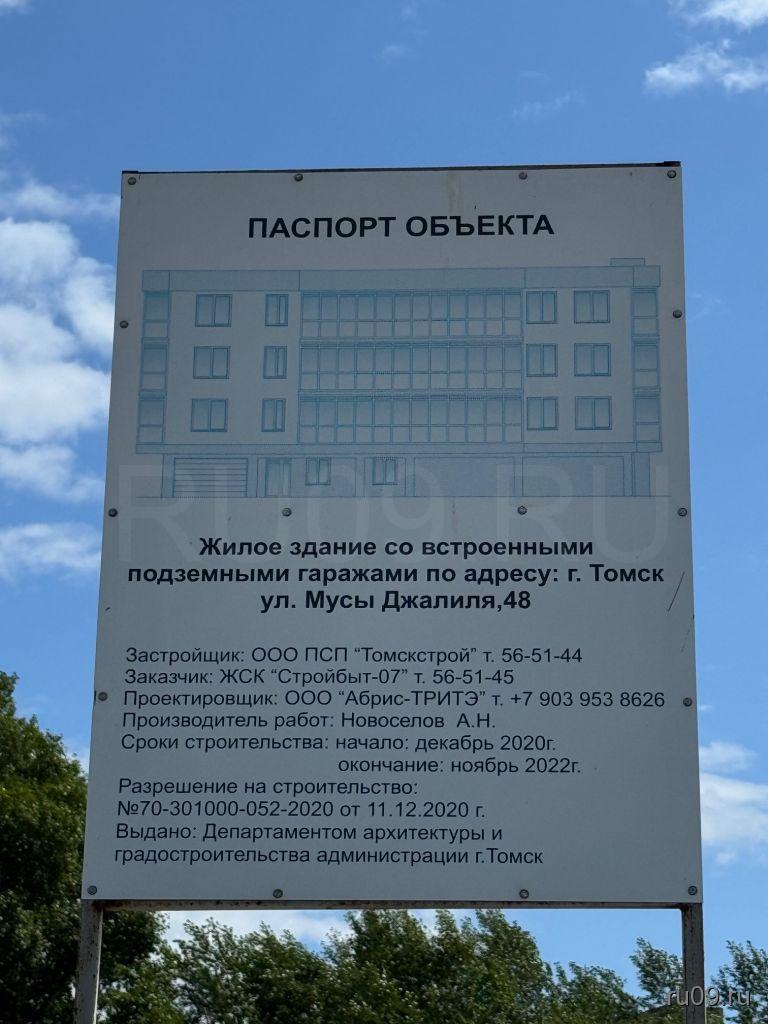 ПАСПОРТ ОБЪЕКТА
RU09.RU
Жилое здание со встроенными
подземными гаражами по адресу: г. Томск
ул. Мусы Джалиля,48
Застройщик: ООО ПСП “Томскстрой” т. 56-51-44
Заказчик: ЖСК “Стройбыт-07” т. 56-51-45
Проектировщик: ООО “Абрис-ТРИТЭ” т. +7 903 953 8626
Производитель работ: Новоселов А.Н.
Сроки строительства: начало: декабрь 2020г.
окончание: ноябрь 2022г.
Разрешение на строительство:
№70-301000-052-2020 от 11.12.2020 г.
Выдано: Департаментом архитектуры и
градостроительства администрации г.Томск
ru09.ru